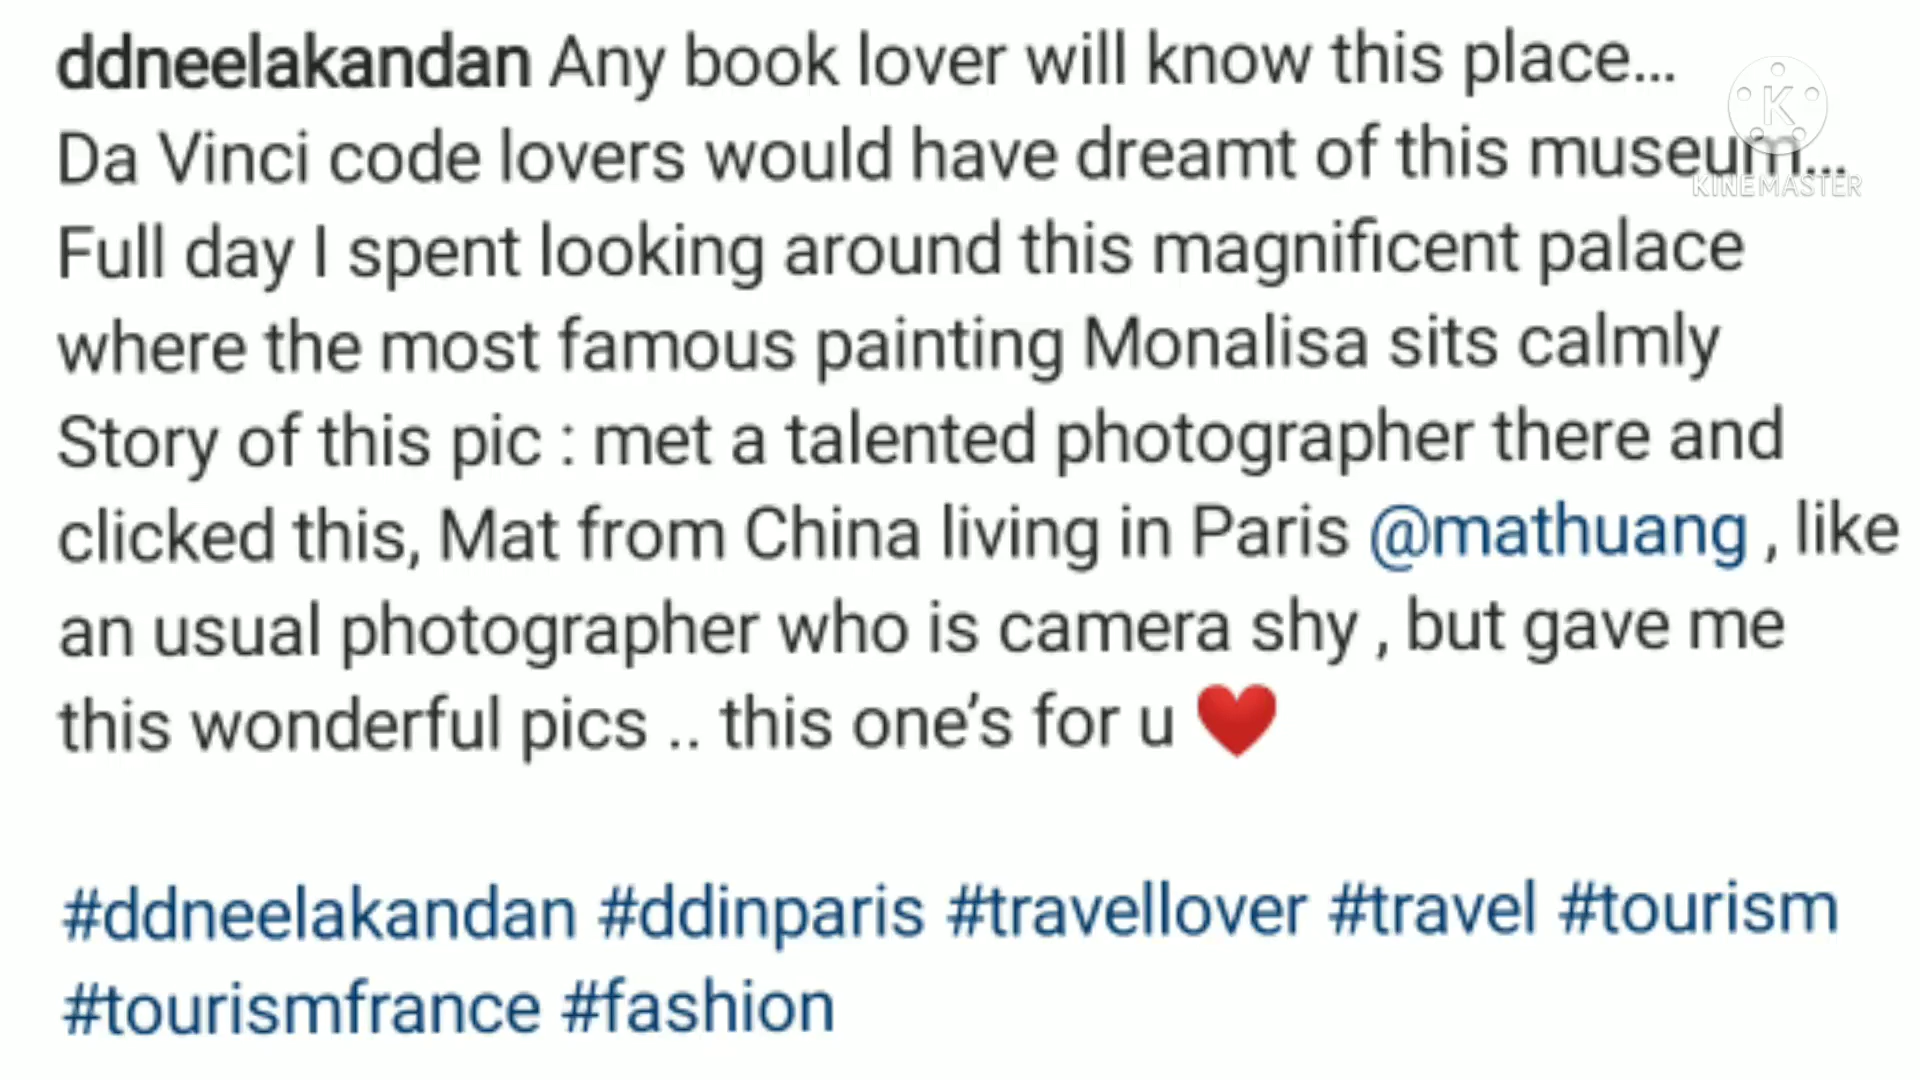 ddneelakandan Any book lover will know this place...
Da Vinci code lovers would have dreamt of this museum...
Full day I spent looking around this magnificent palace
where the most famous painting Monalisa sits calmly
Story of this pic : met a talented photographer there and
clicked this, Mat from China living in Paris @mathuang , like
an usual photographer who is camera shy , but gave me
this wonderful pics .. this one’s for u ❤️
#ddneelakandan #ddinparis #travellover #travel #tourism
#tourismfrance #fashion
K
KINEMASTER